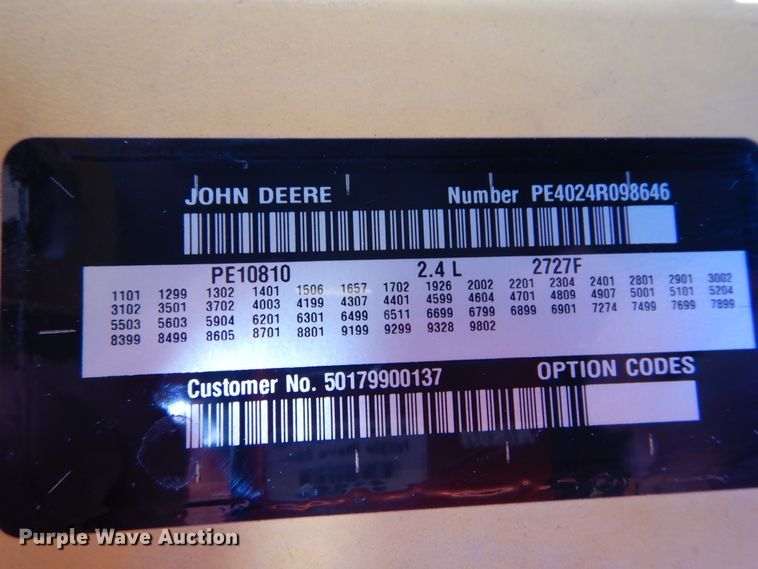 JOHN DEERE Number PE4024R098646
PE10810 2.4 L 2727F
1101 1299 1302 1401 1506 1657 1702 1926 2002 2201 2304 2401 2801 2901 3002
3102 3501 3702 4003 4199 4307 4401 4599 4604 4701 4809 4907 5001 5101 5204
5503 5603 5904 6201 6301 6499 6511 6699 6799 6899 6901 7274 7499 7699 7899
8399 8499 8605 8701 8801 9199 9299 9328 9802
Customer No. 50179900137 OPTION CODES
Purple Wave Auction